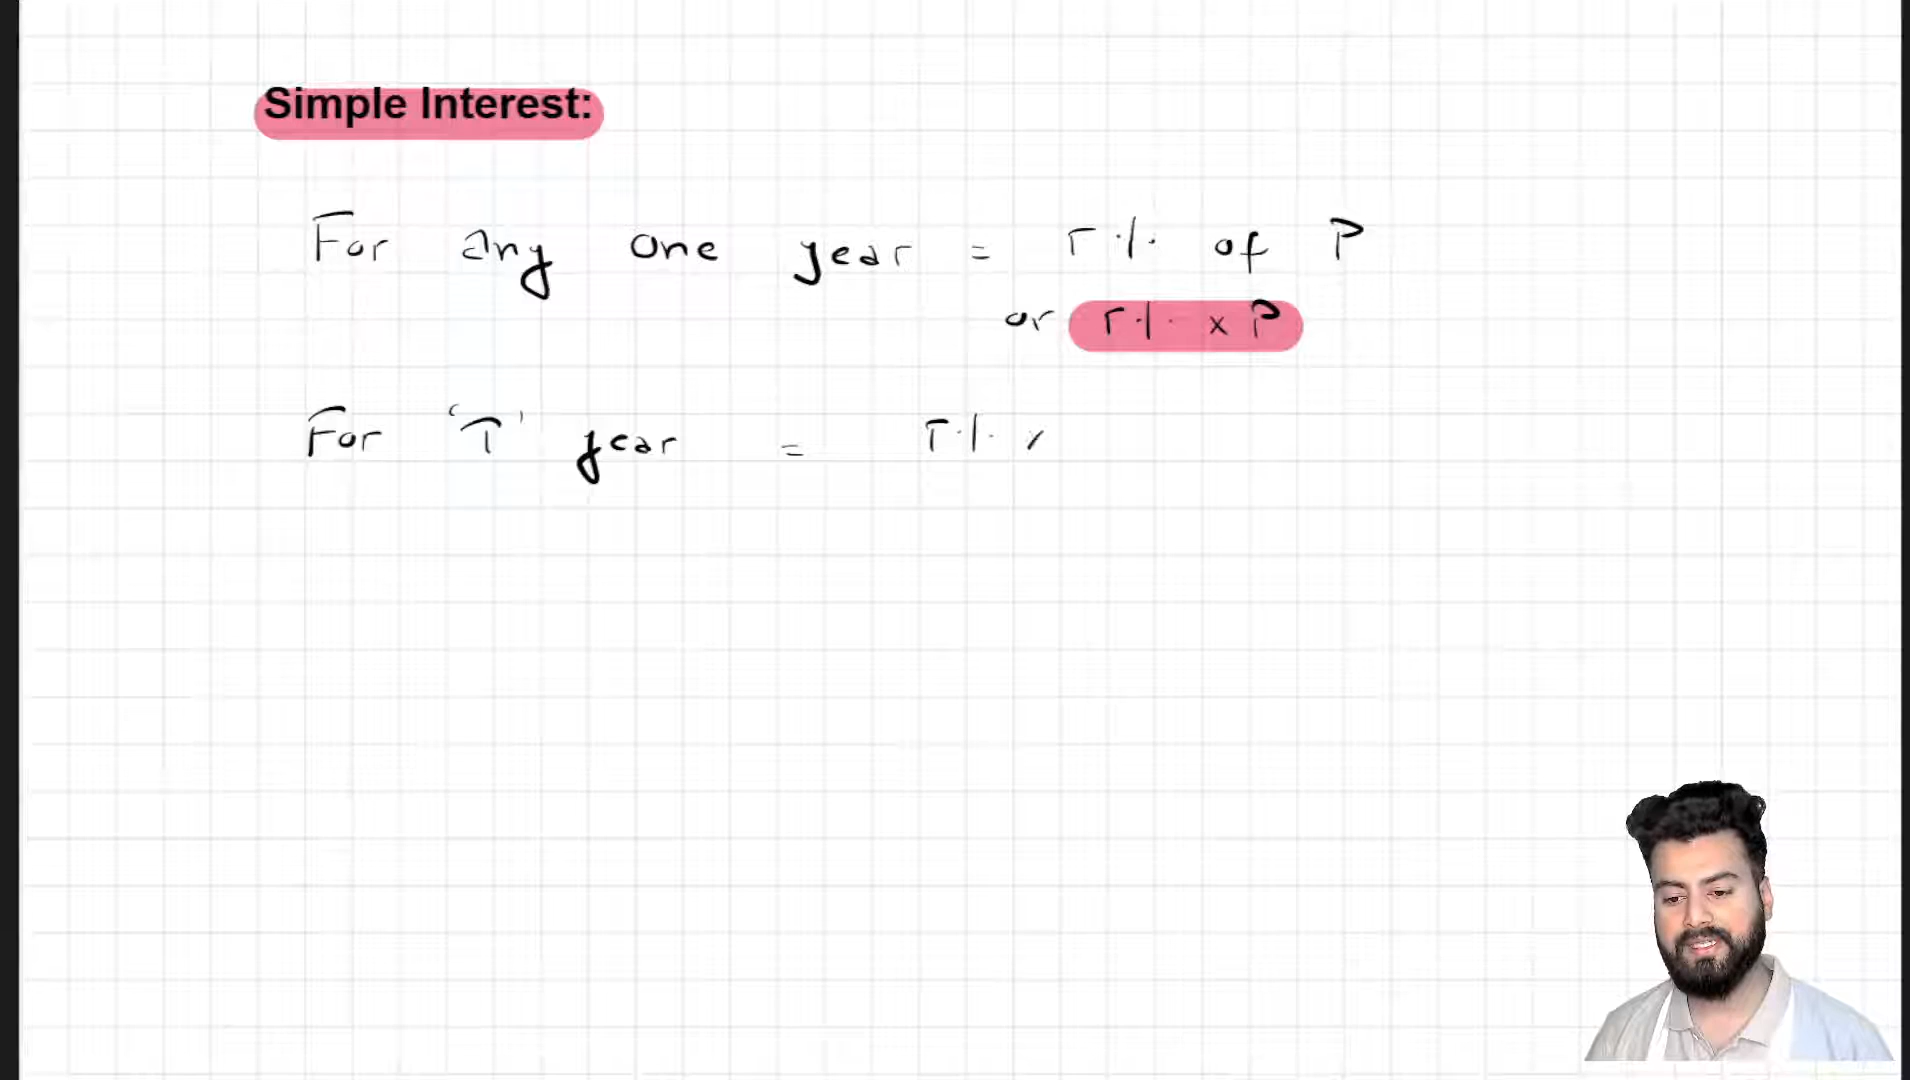 Simple Interest:
For any one year = r% of P
or r% x P
For 'T' year = r% x